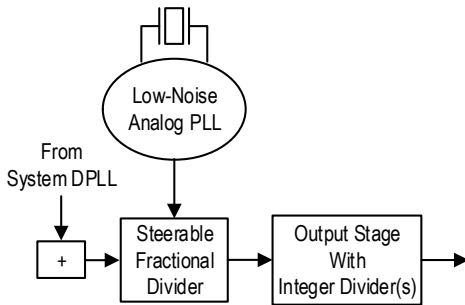 Low-Noise
Analog PLL
From
System DPLL
+
Steerable
Fractional
Divider
Output Stage
With
Integer Divider(s)